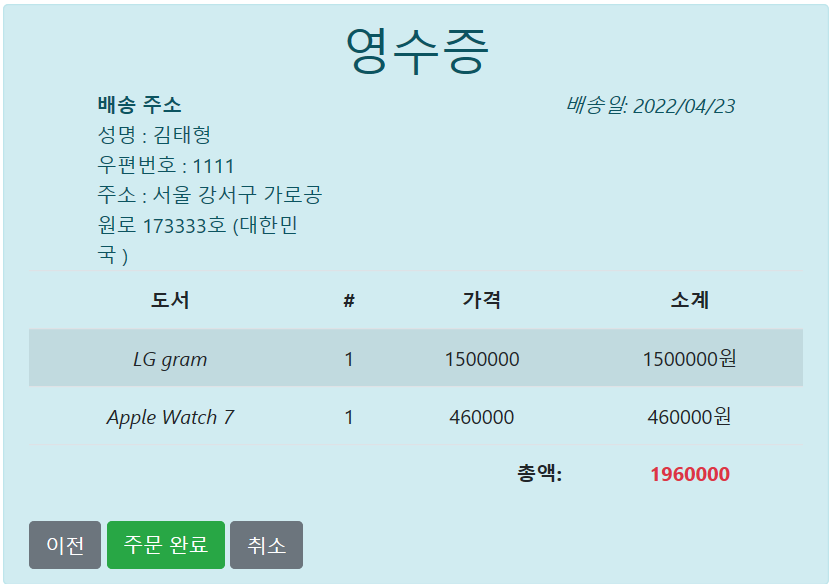 영수증
배송 주소
배송일: 2022/04/23
성명 : 김태형
우편번호 : 1111
주소 : 서울 강서구 가로공
원로 173333호 (대한민
국 )
도서 # 가격 소계
LG gram 1 1500000 1500000원
Apple Watch 7 1 460000 460000원
총액: 1960000
이전 주문 완료 취소